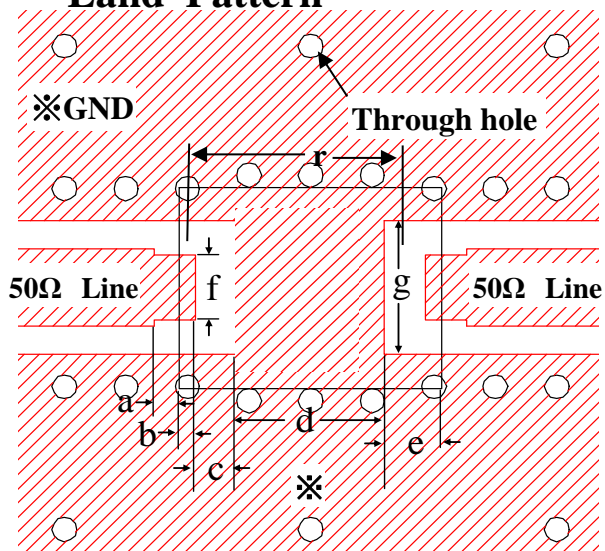 Land Pattern
※GND
Through hole
r
50Ω Line
f
g
50Ω Line
a
b
d
e
c
※